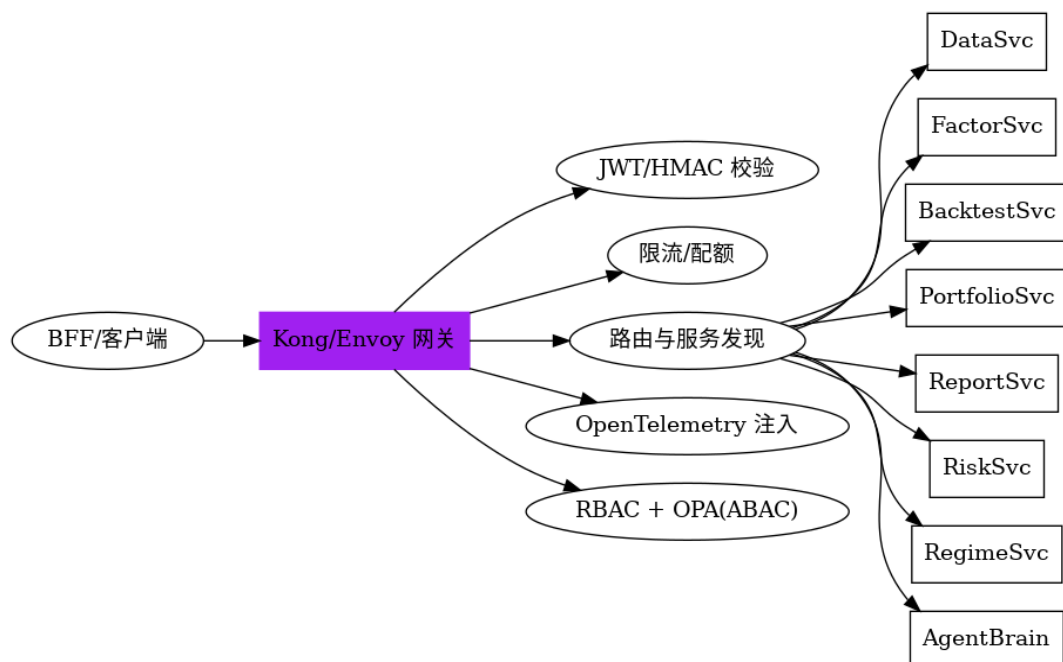 BFF/客户端
Kong/Envoy 网关
JWT/HMAC 校验
限流/配额
路由与服务发现
OpenTelemetry 注入
RBAC + OPA(ABAC)
DataSvc
FactorSvc
BacktestSvc
PortfolioSvc
ReportSvc
RiskSvc
RegimeSvc
AgentBrain